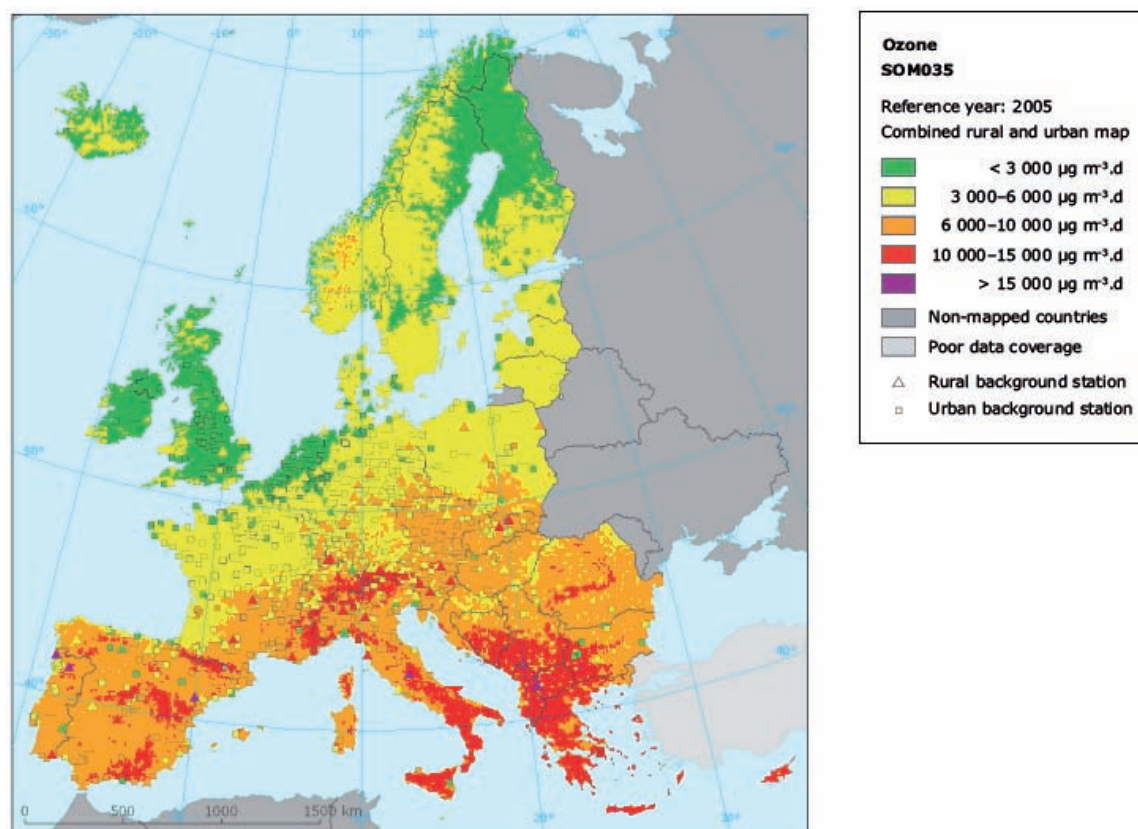 -30°
-20°
-10°
0°
10°
20°
30°
40°
50°
60°
50°
40°
50°
40°
40°
0
500
1000
1500 km
20°
30°
Ozone
SOM035
Reference year: 2005
Combined rural and urban map
< 3 000 µg m⁻³.d
3 000–6 000 µg m⁻³.d
6 000–10 000 µg m⁻³.d
10 000–15 000 µg m⁻³.d
> 15 000 µg m⁻³.d
Non-mapped countries
Poor data coverage
Rural background station
Urban background station